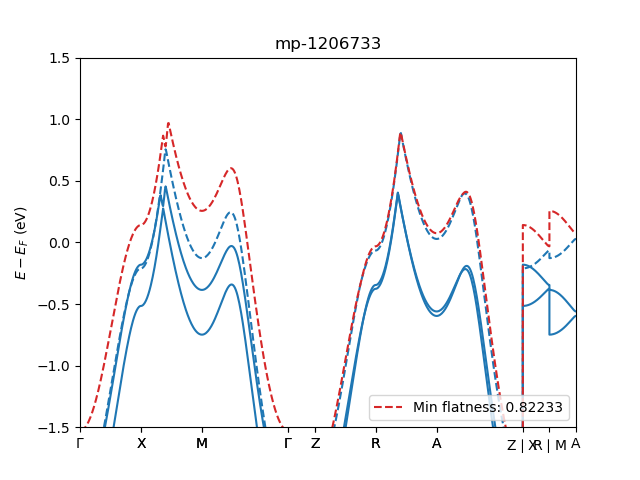 mp-1206733
E − E_F (eV)
1.5
1.0
0.5
0.0
−0.5
−1.0
−1.5
Min flatness: 0.82233
Γ X M Γ Z R A Z | X R | M A